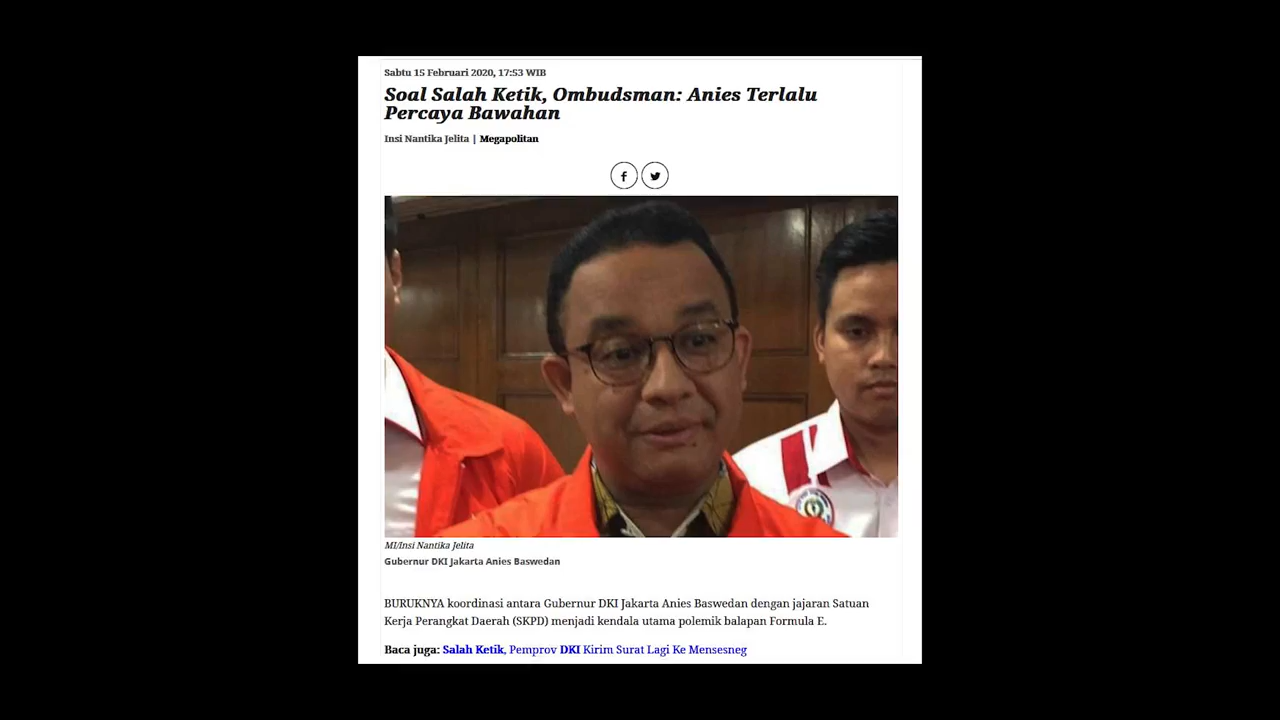 Sabtu 15 Februari 2020, 17:53 WIB
Soal Salah Ketik, Ombudsman: Anies Terlalu
Percaya Bawahan
Insi Nantika Jelita | Megapolitan
MI/Insi Nantika Jelita
Gubernur DKI Jakarta Anies Baswedan
BURUKNYA koordinasi antara Gubernur DKI Jakarta Anies Baswedan dengan jajaran Satuan
Kerja Perangkat Daerah (SKPD) menjadi kendala utama polemik balapan Formula E.
Baca juga: Salah Ketik, Pemprov DKI Kirim Surat Lagi Ke Mensesneg